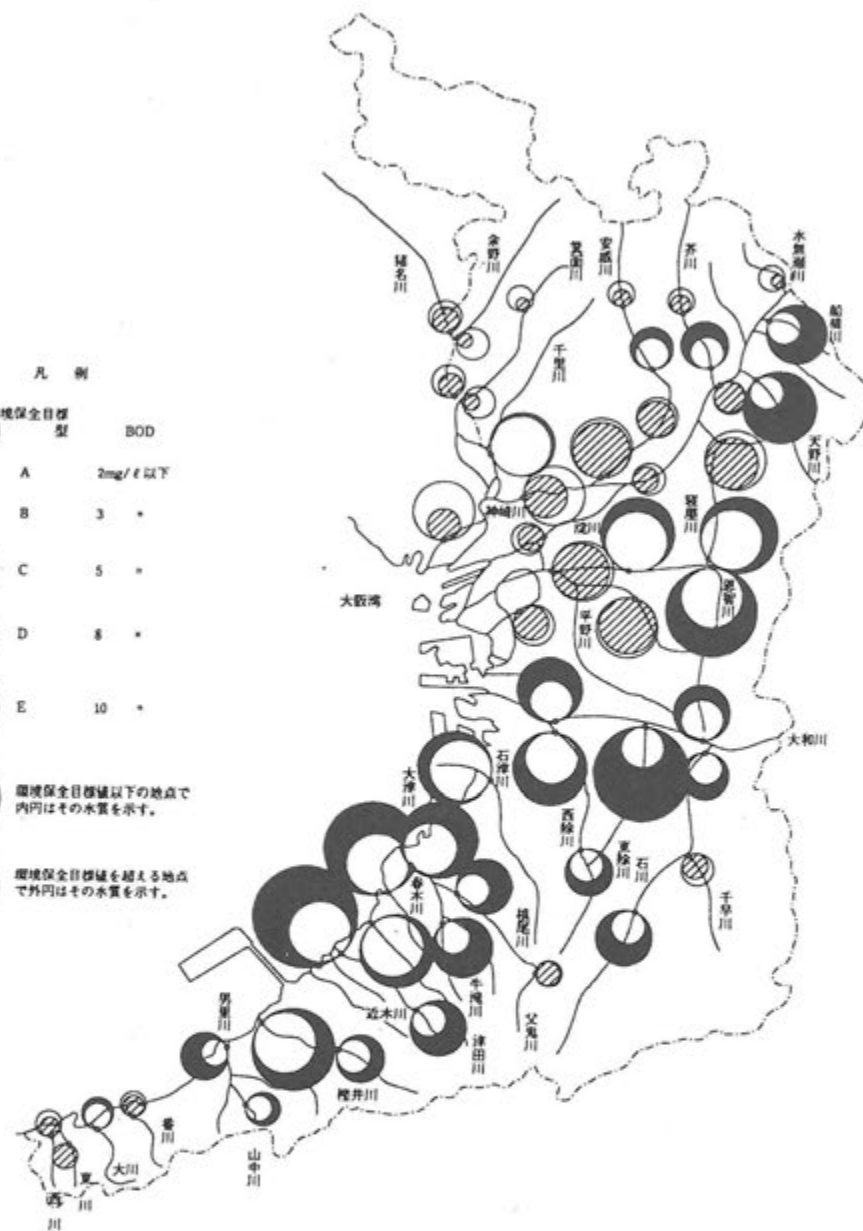 凡 例
境保全目標
型 BOD
A 2mg/ℓ以下
B 3 〃
C 5 〃
D 8 〃
E 10 〃
環境保全目標値以下の地点で
内円はその水質を示す。
環境保全目標値を超える地点
で外円はその水質を示す。
猪名川
余野川
箕面川
安威川
芥川
水無瀬川
船橋川
千里川
天野川
神崎川
淀川
寝屋川
恩智川
大阪湾
平野川
大和川
石津川
大津川
西除川
東除川
石川
千早川
春木川
槇尾川
牛滝川
父鬼川
近木川
津田川
男里川
樫井川
番川
山中川
大川
東川
西川